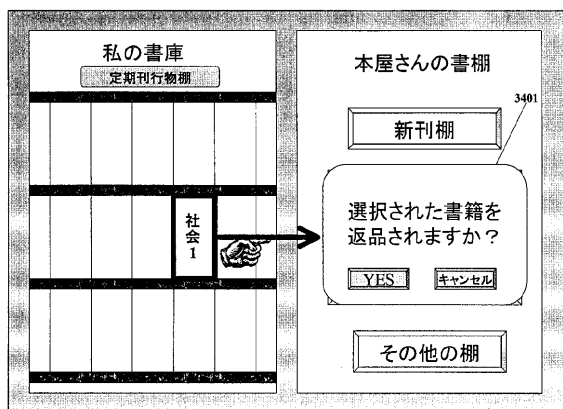 私の書庫
定期刊行物棚
社会1
本屋さんの書棚
3401
新刊棚
選択された書籍を
返品されますか？
YES
キャンセル
その他の棚